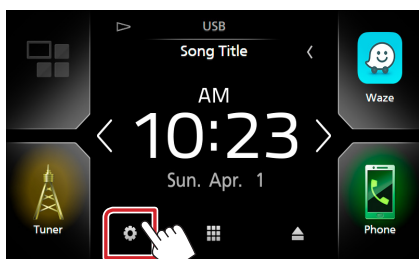 USB
Song Title
Waze
AM
10:23
Sun. Apr. 1
Tuner
Phone